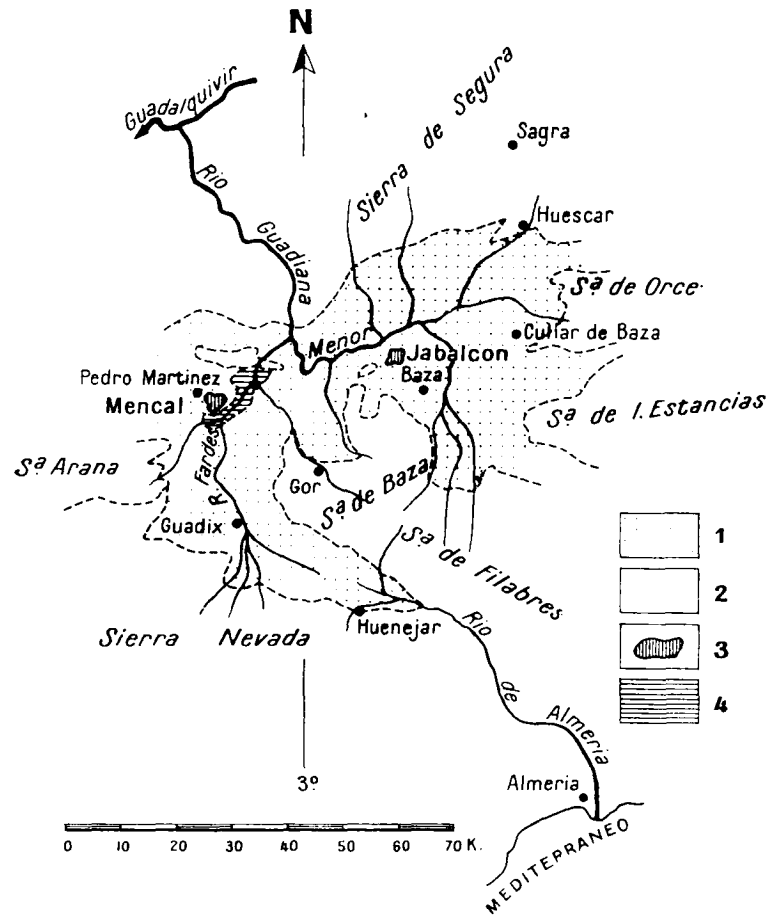 N
Guadalquivir
Sierra de Segura
Sagra
Rio Guadiana Menor
Huescar
Sª de Orce
Cullar de Baza
Jabalcon
Baza
Pedro Martinez
Mencal
Sª de l. Estancias
Sª Arana
R. Fardes
Gor
Sª de Baza
Guadix
Sª de Filabres
1
2
3
4
Sierra Nevada
Huenejar
Rio de Almeria
3º
Almeria
0 10 20 30 40 50 60 70 K.
MEDITEPRANEO